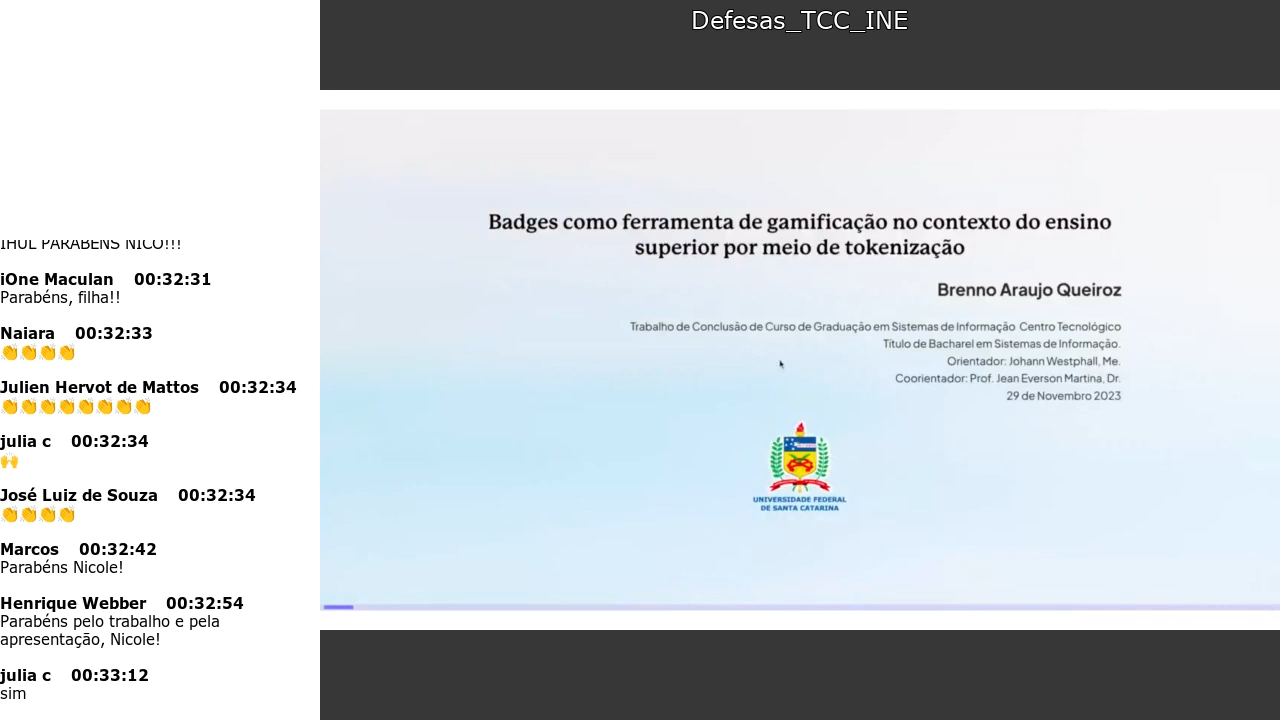 Defesas_TCC_INE
IHUL PARABÉNS NICO!!!
iOne Maculan 00:32:31
Parabéns, filha!!
Naiara 00:32:33
👏👏👏👏
Julien Hervot de Mattos 00:32:34
👏👏👏👏👏👏👏👏
julia c 00:32:34
🙌
José Luiz de Souza 00:32:34
👏👏👏👏
Marcos 00:32:42
Parabéns Nicole!
Henrique Webber 00:32:54
Parabéns pelo trabalho e pela
apresentação, Nicole!
julia c 00:33:12
sim
Badges como ferramenta de gamificação no contexto do ensino
superior por meio de tokenização
Brenno Araujo Queiroz
Trabalho de Conclusão de Curso de Graduação em Sistemas de Informação Centro Tecnológico
Título de Bacharel em Sistemas de Informação.
Orientador: Johann Westphall, Me.
Coorientador: Prof. Jean Everson Martina, Dr.
29 de Novembro 2023
UNIVERSIDADE FEDERAL
DE SANTA CATARINA